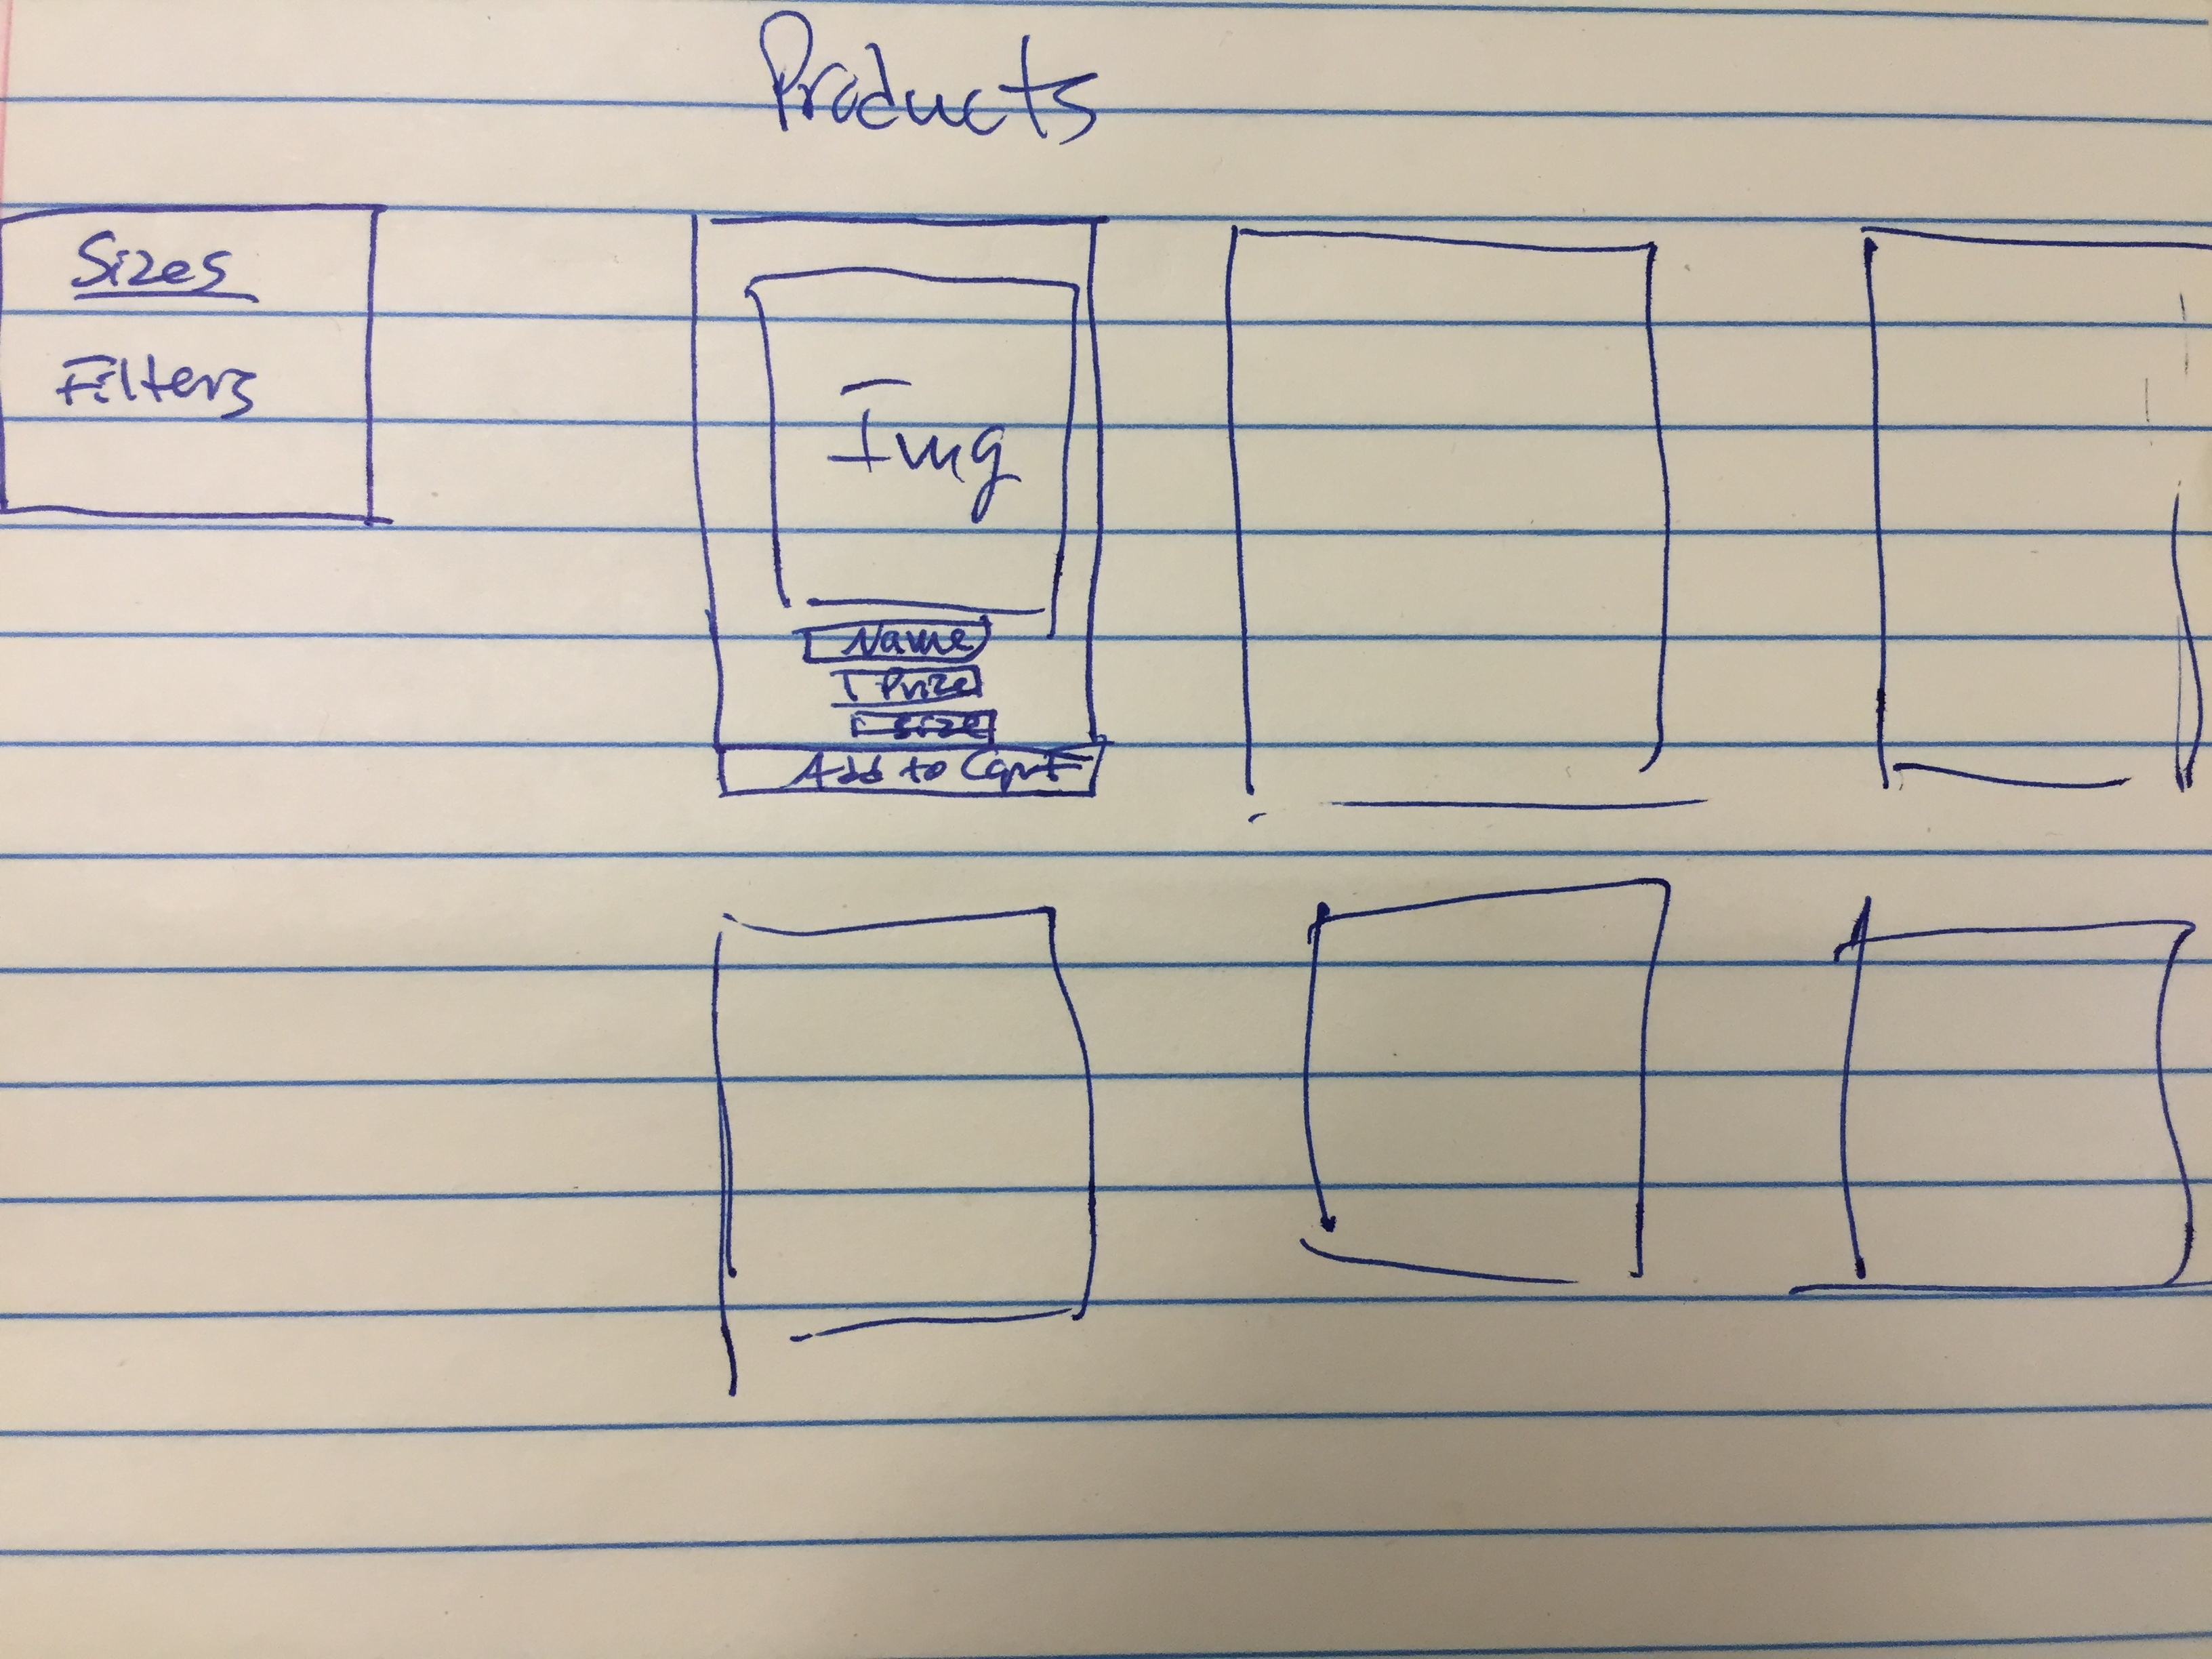 Products
Sizes
Filters
Img
Name
Prize
size
Add to Cart